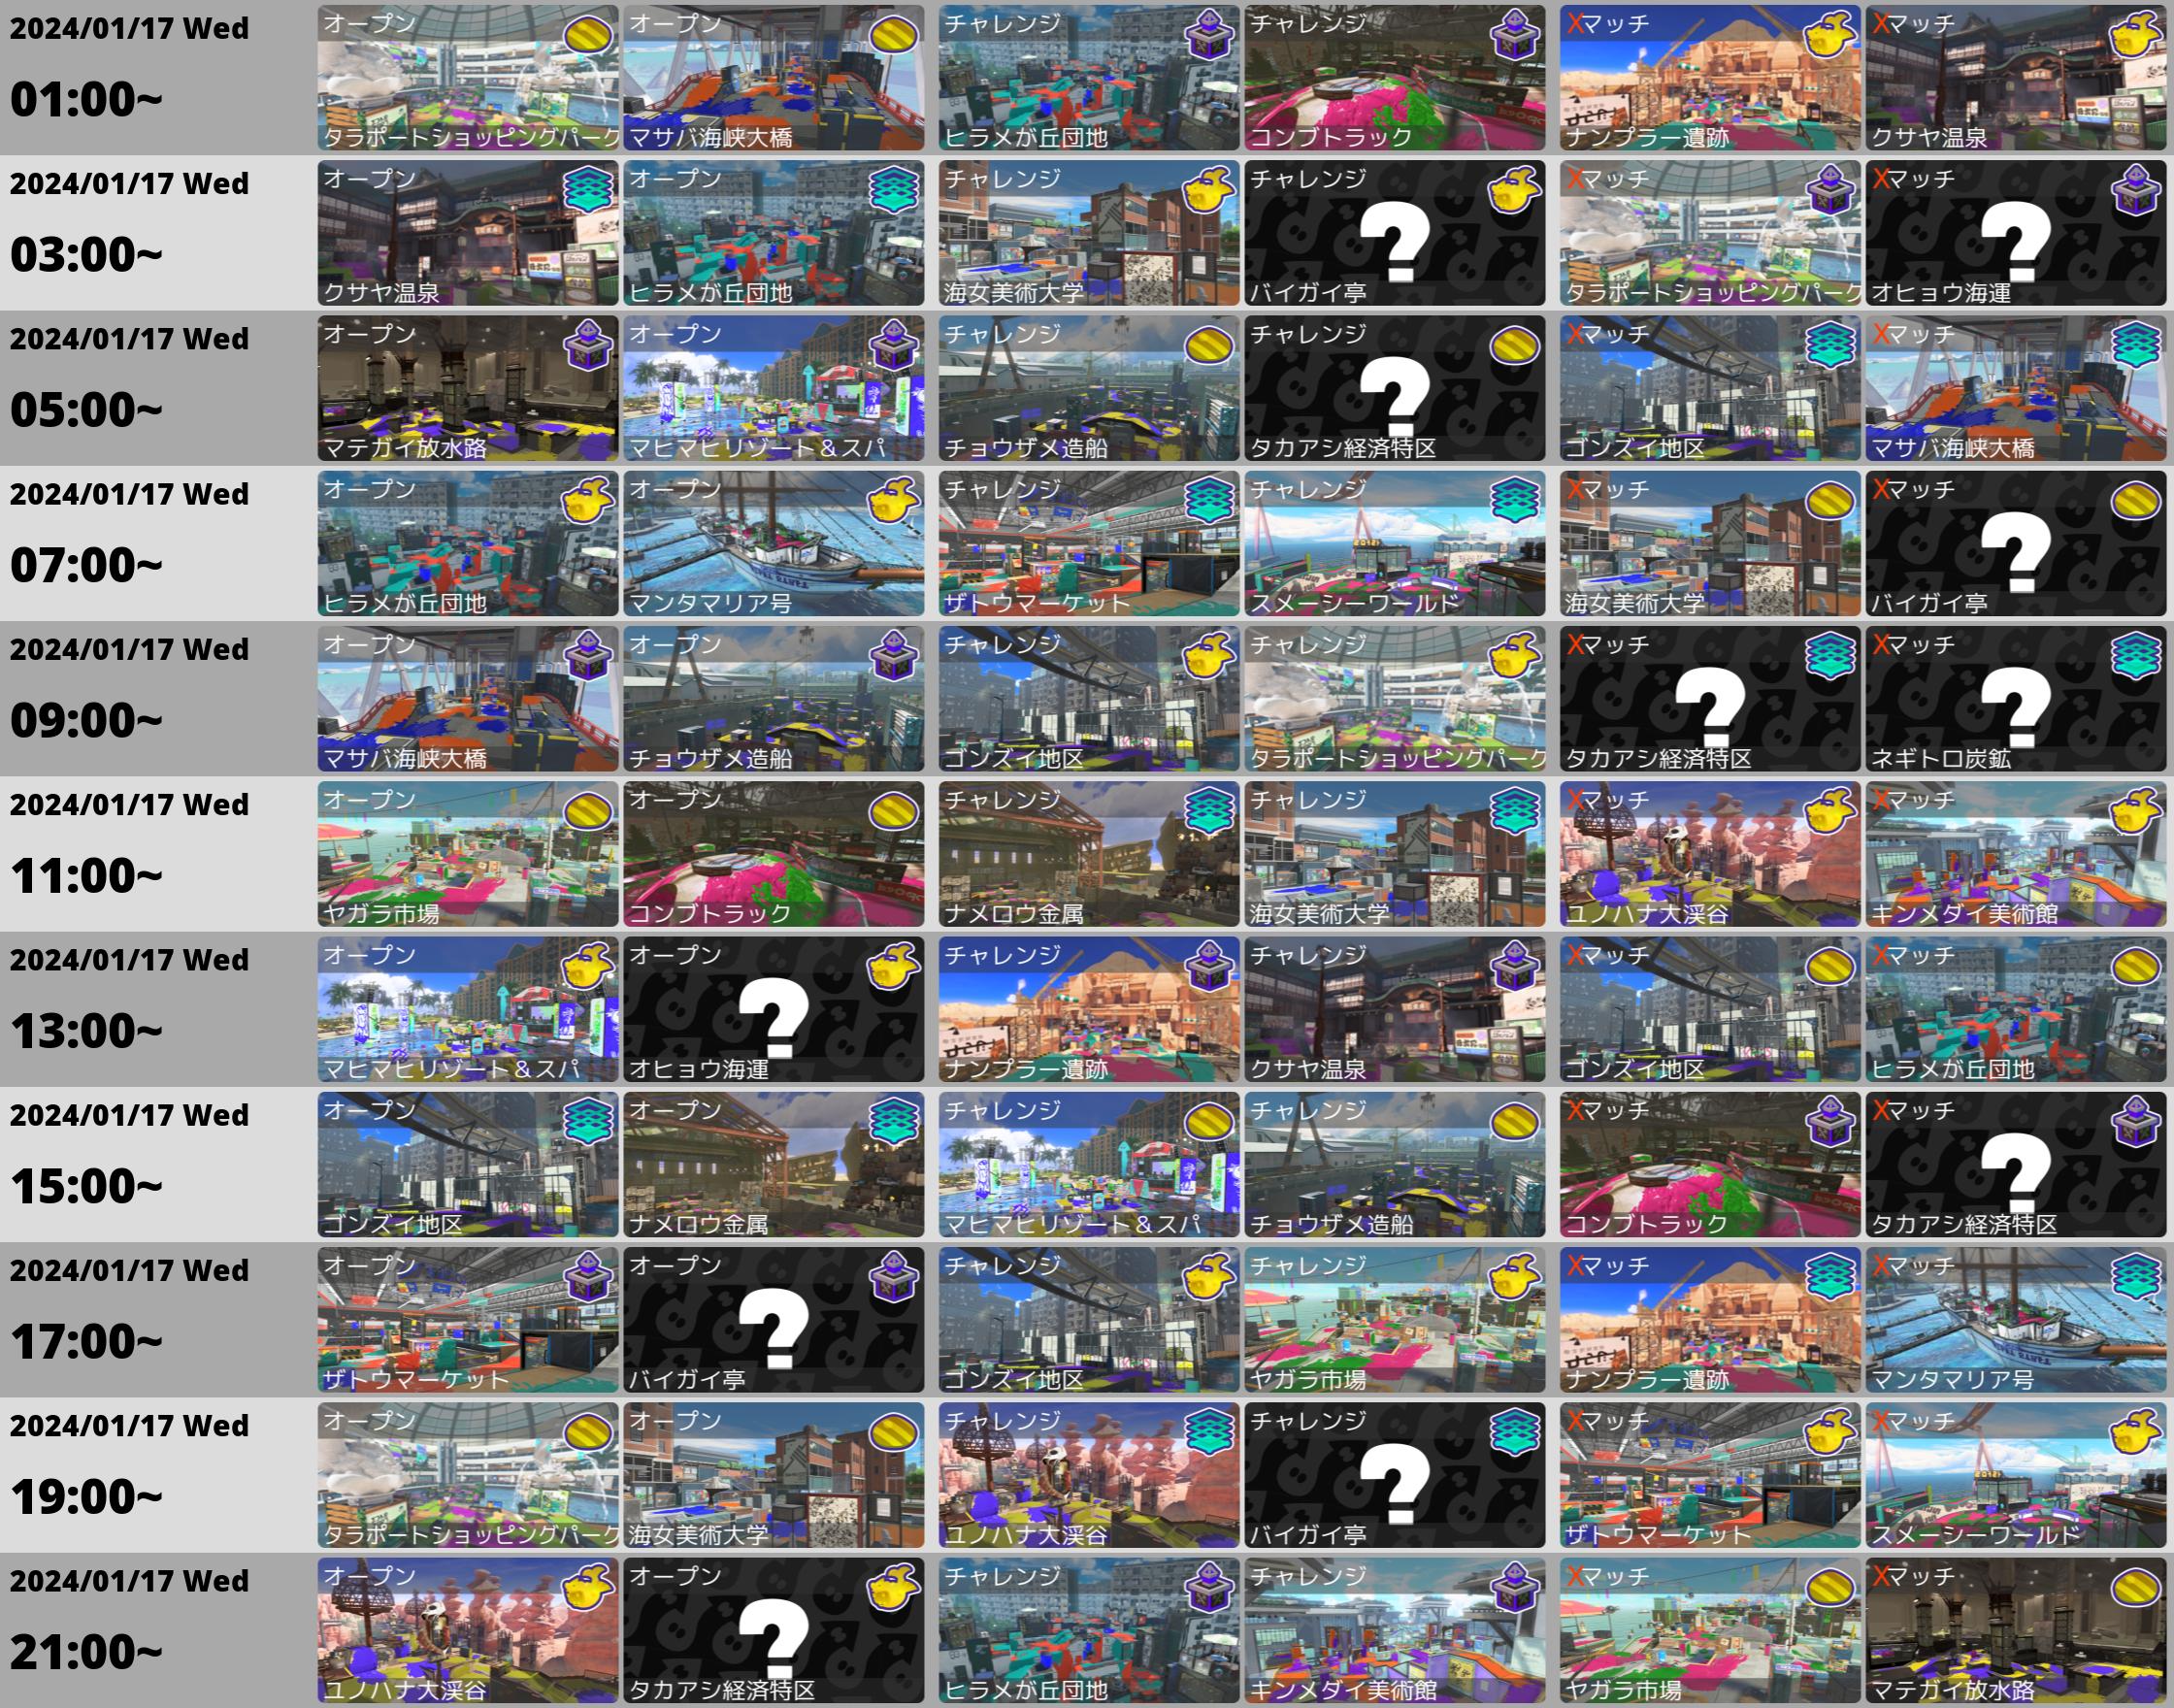 2024/01/17 Wed
01:00~
オープン
タラポートショッピングパーク
オープン
マサバ海峡大橋
チャレンジ
ヒラメが丘団地
チャレンジ
コンブトラック
Xマッチ
ナンプラー遺跡
Xマッチ
クサヤ温泉
2024/01/17 Wed
03:00~
オープン
クサヤ温泉
オープン
ヒラメが丘団地
チャレンジ
海女美術大学
チャレンジ
バイガイ亭
Xマッチ
タラポートショッピングパーク
Xマッチ
オヒョウ海運
2024/01/17 Wed
05:00~
オープン
マテガイ放水路
オープン
マヒマヒリゾート＆スパ
チャレンジ
チョウザメ造船
チャレンジ
タカアシ経済特区
Xマッチ
ゴンズイ地区
Xマッチ
マサバ海峡大橋
2024/01/17 Wed
07:00~
オープン
ヒラメが丘団地
オープン
マンタマリア号
チャレンジ
ザトウマーケット
チャレンジ
スメーシーワールド
Xマッチ
海女美術大学
Xマッチ
バイガイ亭
2024/01/17 Wed
09:00~
オープン
マサバ海峡大橋
オープン
チョウザメ造船
チャレンジ
ゴンズイ地区
チャレンジ
タラポートショッピングパーク
Xマッチ
タカアシ経済特区
Xマッチ
ネギトロ炭鉱
2024/01/17 Wed
11:00~
オープン
ヤガラ市場
オープン
コンブトラック
チャレンジ
ナメロウ金属
チャレンジ
海女美術大学
Xマッチ
ユノハナ大渓谷
Xマッチ
キンメダイ美術館
2024/01/17 Wed
13:00~
オープン
マヒマヒリゾート＆スパ
オープン
オヒョウ海運
チャレンジ
ナンプラー遺跡
チャレンジ
クサヤ温泉
Xマッチ
ゴンズイ地区
Xマッチ
ヒラメが丘団地
2024/01/17 Wed
15:00~
オープン
ゴンズイ地区
オープン
ナメロウ金属
チャレンジ
マヒマヒリゾート＆スパ
チャレンジ
チョウザメ造船
Xマッチ
コンブトラック
Xマッチ
タカアシ経済特区
2024/01/17 Wed
17:00~
オープン
ザトウマーケット
オープン
バイガイ亭
チャレンジ
ゴンズイ地区
チャレンジ
ヤガラ市場
Xマッチ
ナンプラー遺跡
Xマッチ
マンタマリア号
2024/01/17 Wed
19:00~
オープン
タラポートショッピングパーク
オープン
海女美術大学
チャレンジ
ユノハナ大渓谷
チャレンジ
バイガイ亭
Xマッチ
ザトウマーケット
Xマッチ
スメーシーワールド
2024/01/17 Wed
21:00~
オープン
ユノハナ大渓谷
オープン
タカアシ経済特区
チャレンジ
ヒラメが丘団地
チャレンジ
キンメダイ美術館
Xマッチ
ヤガラ市場
Xマッチ
マテガイ放水路